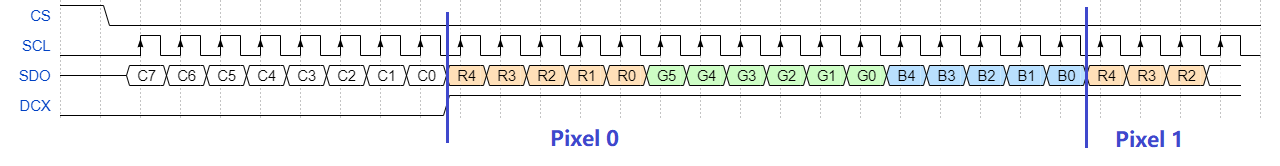 CS
SCL
SDO C7 C6 C5 C4 C3 C2 C1 C0 R4 R3 R2 R1 R0 G5 G4 G3 G2 G1 G0 B4 B3 B2 B1 B0 R4 R3 R2
DCX
Pixel 0 Pixel 1